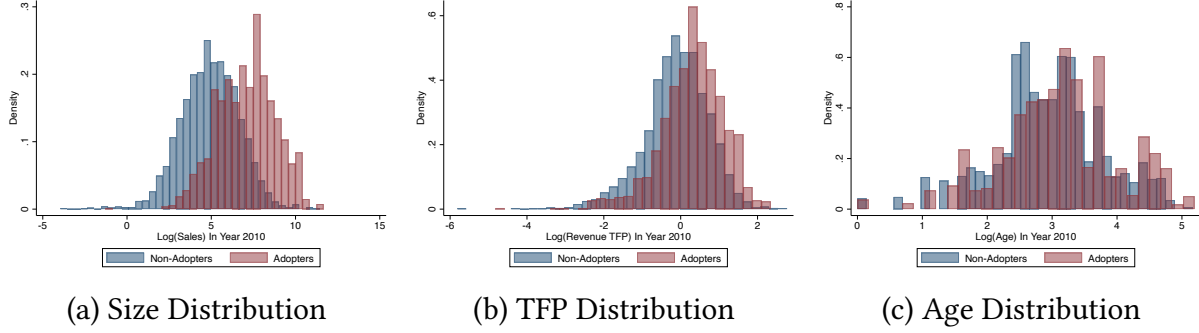 Density
0 .1 .2 .3
-5 0 5 10 15
Log(Sales) In Year 2010
Non-Adopters Adopters
(a) Size Distribution
Density
0 .2 .4 .6
-6 -4 -2 0 2
Log(Revenue TFP) In Year 2010
Non-Adopters Adopters
(b) TFP Distribution
Density
0 .2 .4 .6 .8
0 1 2 3 4 5
Log(Age) In Year 2010
Non-Adopters Adopters
(c) Age Distribution